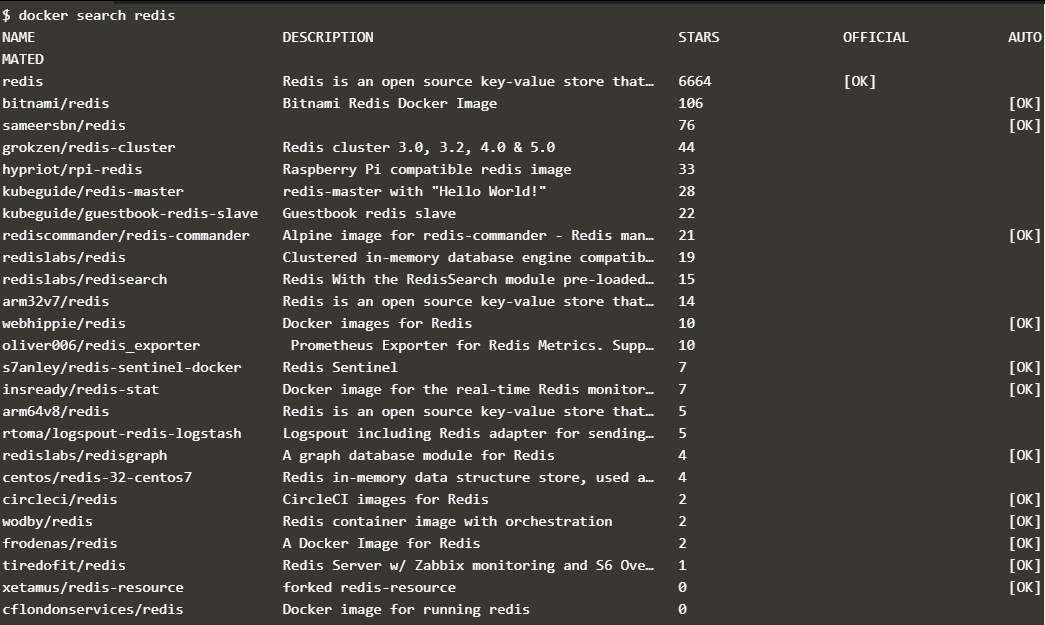 $ docker search redis
NAME DESCRIPTION STARS OFFICIAL AUTO
MATED
redis Redis is an open source key-value store that… 6664 [OK]
bitnami/redis Bitnami Redis Docker Image 106 [OK]
sameersbn/redis 76 [OK]
grokzen/redis-cluster Redis cluster 3.0, 3.2, 4.0 & 5.0 44
hypriot/rpi-redis Raspberry Pi compatible redis image 33
kubeguide/redis-master redis-master with "Hello World!" 28
kubeguide/guestbook-redis-slave Guestbook redis slave 22
rediscommander/redis-commander Alpine image for redis-commander - Redis man… 21 [OK]
redislabs/redis Clustered in-memory database engine compatib… 19
redislabs/redisearch Redis With the RedisSearch module pre-loaded… 15
arm32v7/redis Redis is an open source key-value store that… 14
webhippie/redis Docker images for Redis 10 [OK]
oliver006/redis_exporter Prometheus Exporter for Redis Metrics. Supp… 10
s7anley/redis-sentinel-docker Redis Sentinel 7 [OK]
insready/redis-stat Docker image for the real-time Redis monitor… 7 [OK]
arm64v8/redis Redis is an open source key-value store that… 5
rtoma/logspout-redis-logstash Logspout including Redis adapter for sending… 5
redislabs/redisgraph A graph database module for Redis 4 [OK]
centos/redis-32-centos7 Redis in-memory data structure store, used a… 4
circleci/redis CircleCI images for Redis 2 [OK]
wodby/redis Redis container image with orchestration 2 [OK]
frodenas/redis A Docker Image for Redis 2 [OK]
tiredofit/redis Redis Server w/ Zabbix monitoring and S6 Ove… 1 [OK]
xetamus/redis-resource forked redis-resource 0 [OK]
cflondonservices/redis Docker image for running redis 0